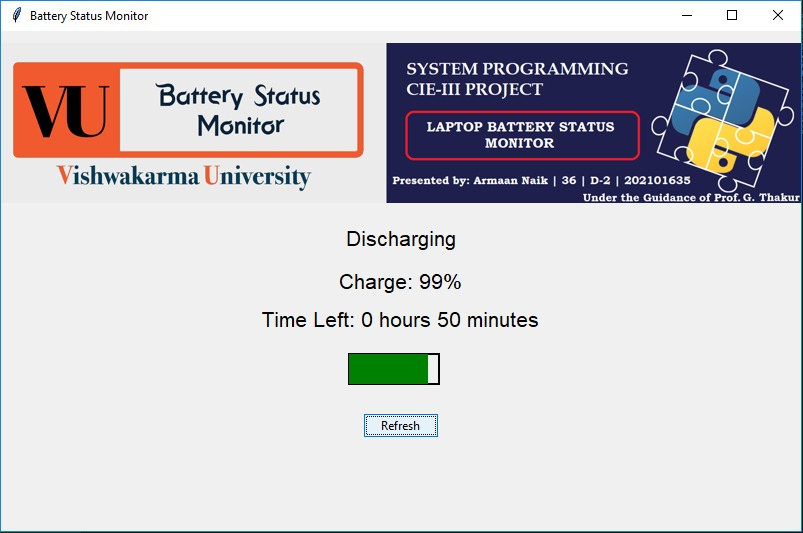 Battery Status Monitor
VU
Battery Status
Monitor
Vishwakarma University
SYSTEM PROGRAMMING
CIE-III PROJECT
LAPTOP BATTERY STATUS
MONITOR
Presented by: Armaan Naik | 36 | D-2 | 202101635
Under the Guidance of Prof. G. Thakur
Discharging
Charge: 99%
Time Left: 0 hours 50 minutes
Refresh